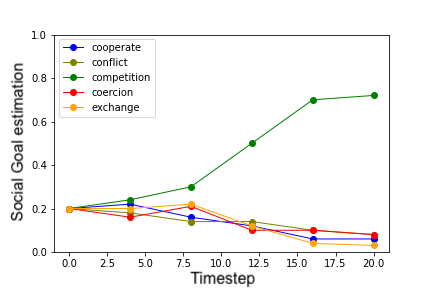 1.0
0.8
0.6
0.4
0.2
0.0
Social Goal estimation
cooperate
conflict
competition
coercion
exchange
0.0 2.5 5.0 7.5 10.0 12.5 15.0 17.5 20.0
Timestep